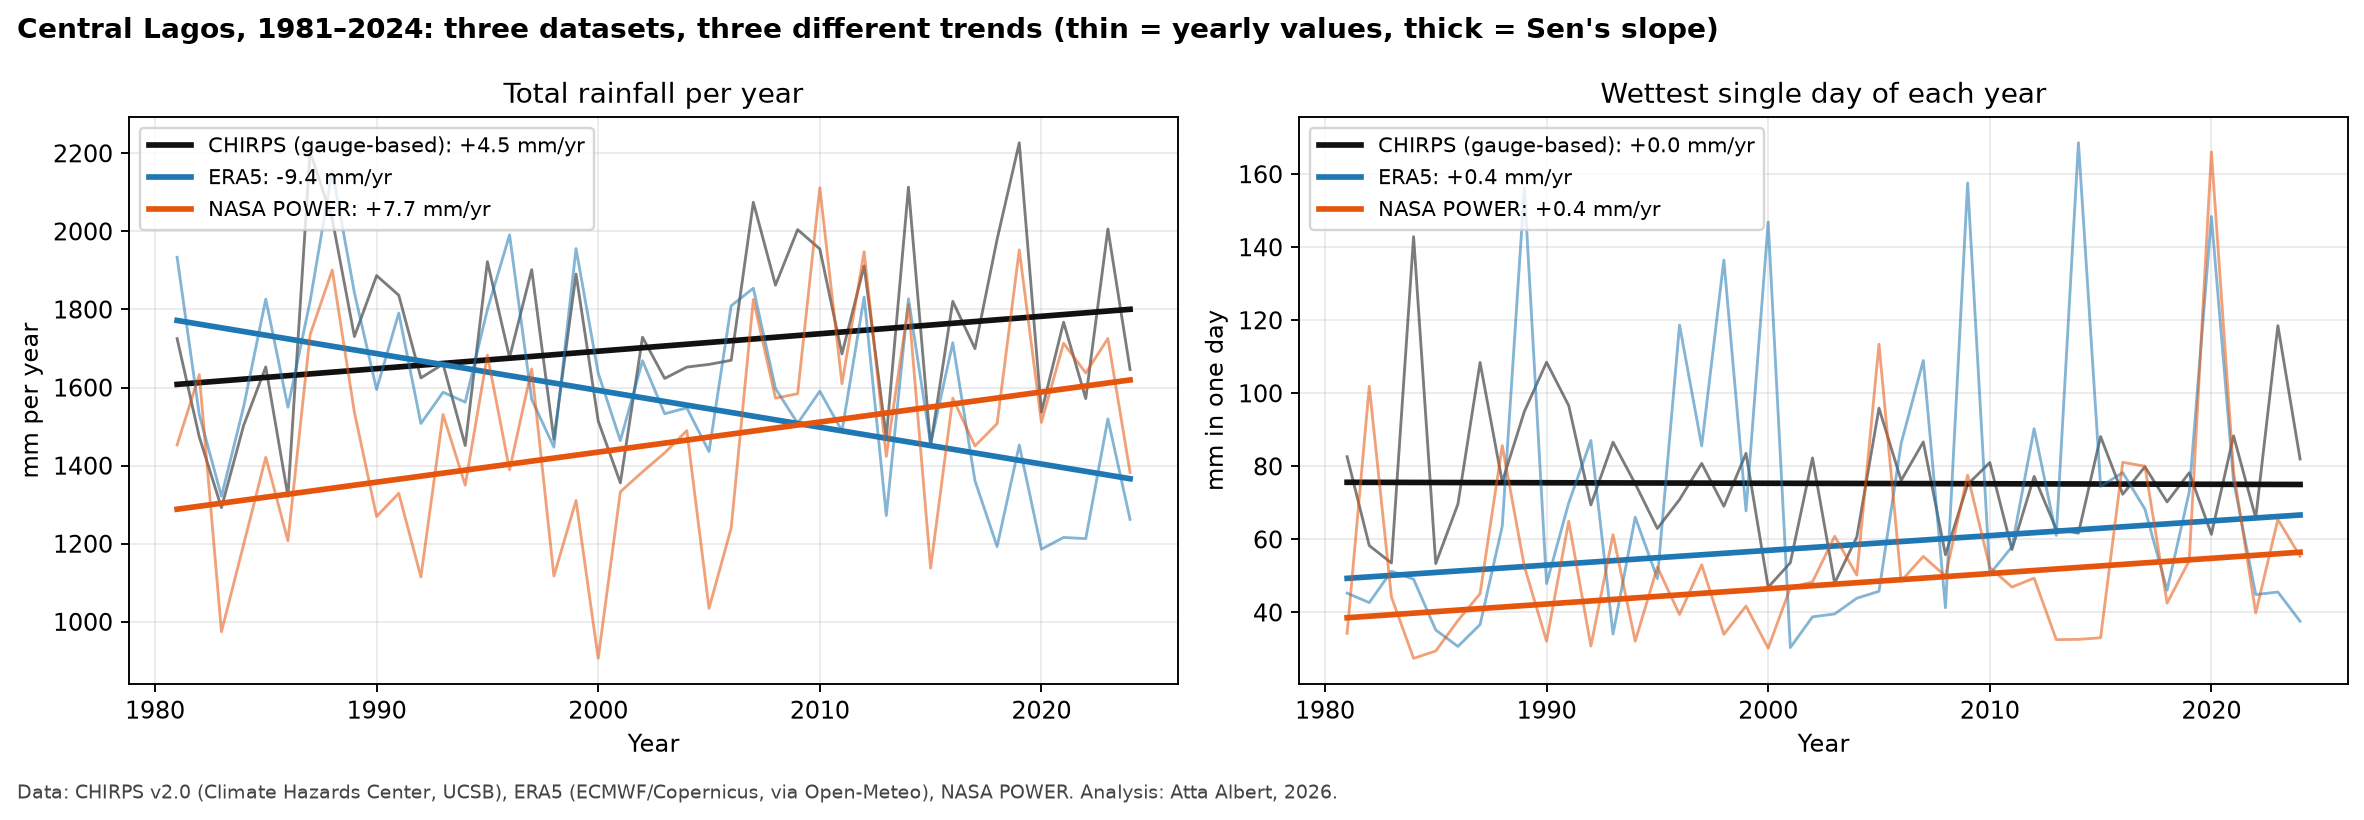 Central Lagos, 1981–2024: three datasets, three different trends (thin = yearly values, thick = Sen's slope)
Total rainfall per year
CHIRPS (gauge-based): +4.5 mm/yr
ERA5: -9.4 mm/yr
NASA POWER: +7.7 mm/yr
2200
2000
1800
1600
1400
1200
1000
mm per year
1980 1990 2000 2010 2020
Year
Wettest single day of each year
CHIRPS (gauge-based): +0.0 mm/yr
ERA5: +0.4 mm/yr
NASA POWER: +0.4 mm/yr
160
140
120
100
80
60
40
mm in one day
1980 1990 2000 2010 2020
Year
Data: CHIRPS v2.0 (Climate Hazards Center, UCSB), ERA5 (ECMWF/Copernicus, via Open-Meteo), NASA POWER. Analysis: Atta Albert, 2026.